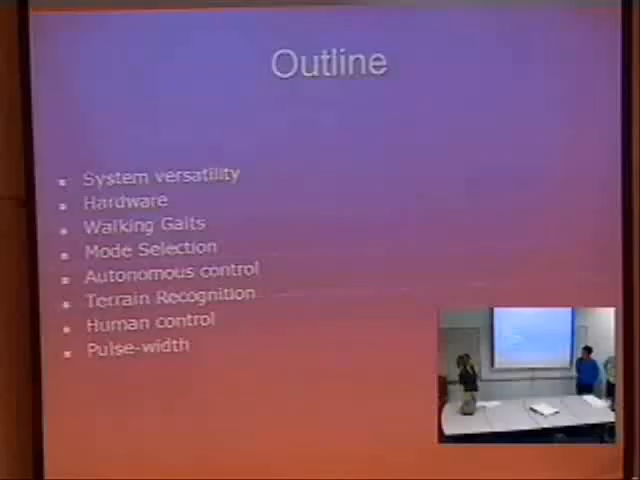 Outline
System versatility
Hardware
Walking Gaits
Mode Selection
Autonomous control
Terrain Recognition
Human control
Pulse-width